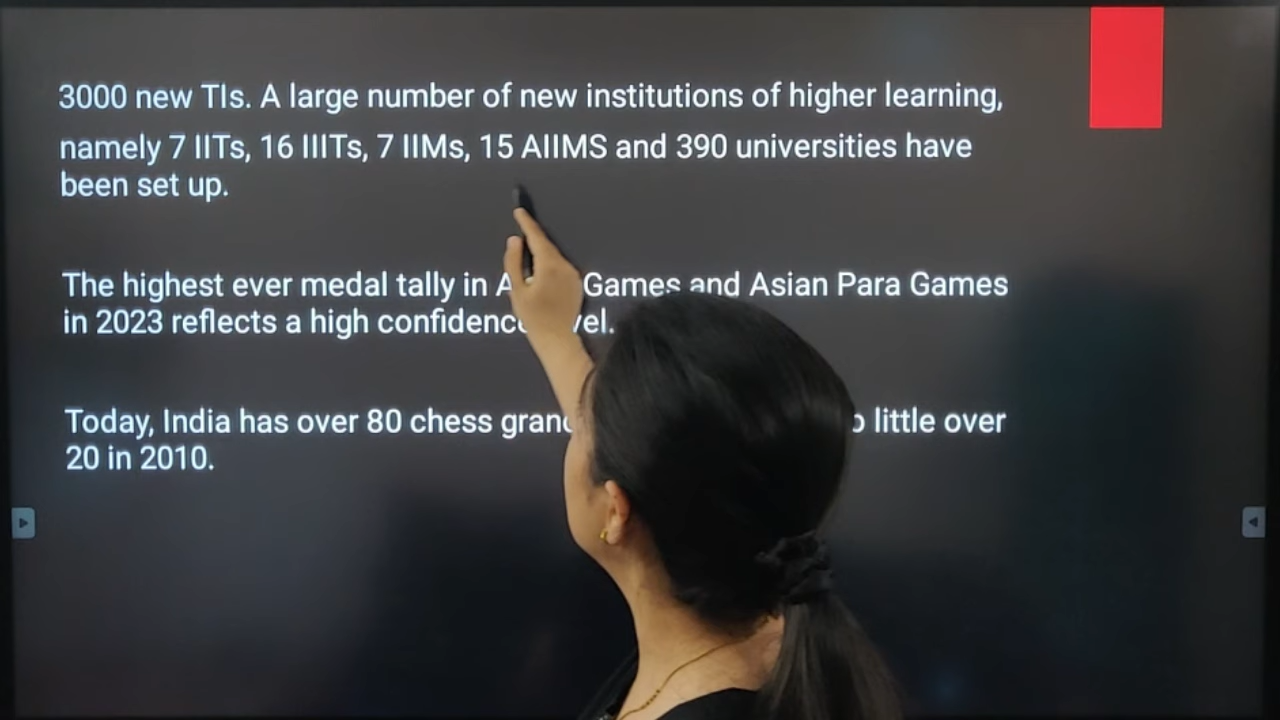 3000 new TIs. A large number of new institutions of higher learning,
namely 7 IITs, 16 IIITs, 7 IIMs, 15 AIIMS and 390 universities have
been set up.
The highest ever medal tally in Games and Asian Para Games
in 2023 reflects a high
Today, India has over 80 chess little over
20 in 2010.